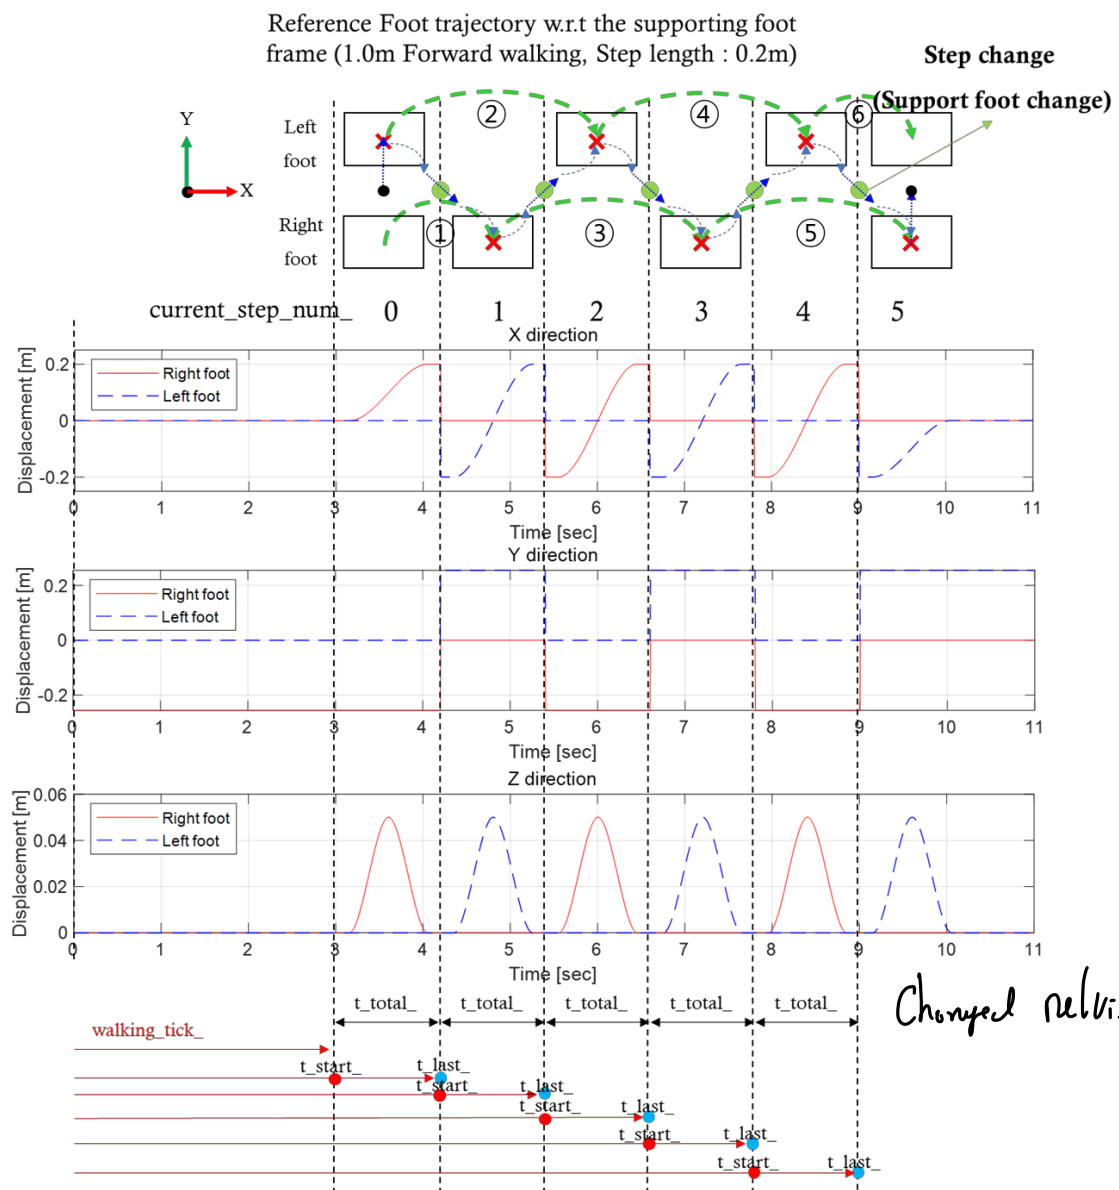 Reference Foot trajectory w.r.t the supporting foot
frame (1.0m Forward walking, Step length : 0.2m)
Step change
(Support foot change)
Y
X
Left
foot
Right
foot
② ④ ⑥
① ③ ⑤
current_step_num_ 0 1 2 3 4 5
X direction
Displacement [m]
0.2
0
-0.2
Right foot
Left foot
0 1 2 3 4 5 6 7 8 9 10 11
Time [sec]
Y direction
Displacement [m]
0.2
0
-0.2
Right foot
Left foot
0 1 2 3 4 5 6 7 8 9 10 11
Time [sec]
Z direction
Displacement [m]
0.06
0.04
0.02
0
Right foot
Left foot
0 1 2 3 4 5 6 7 8 9 10 11
Time [sec]
t_total_ t_total_ t_total_ t_total_ t_total_
Changed
walking_tick_
t_start_ t_last_
t_start_ t_last_
t_start_ t_last_
t_start_ t_last_
t_start_ t_last_